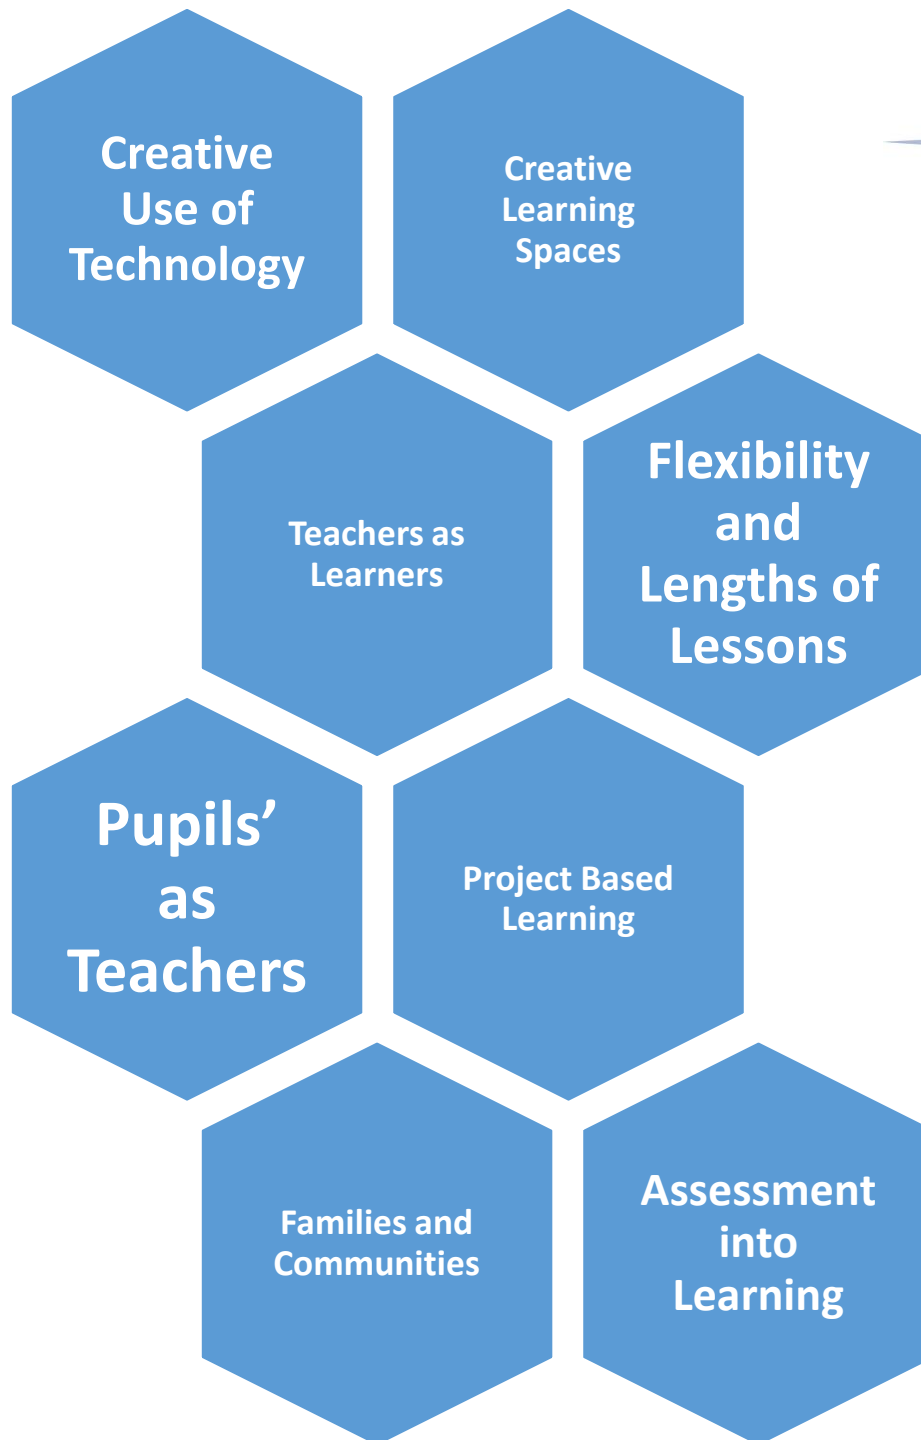 Creative
Use of
Technology
Creative
Learning
Spaces
Teachers as
Learners
Flexibility
and
Lengths of
Lessons
Pupils’
as
Teachers
Project Based
Learning
Families and
Communities
Assessment
into
Learning